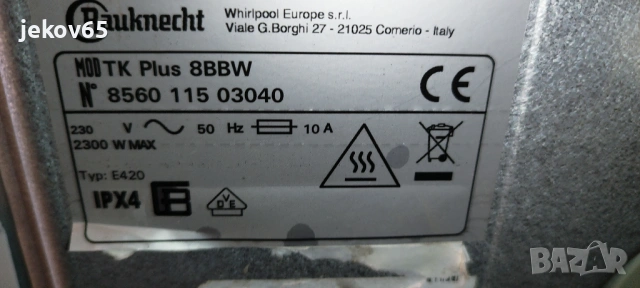 jekov65
Bauknecht
Whirlpool Europe s.r.l.
Viale G.Borghi 27 - 21025 Comerio - Italy
MOD TK Plus 8BBW
N° 8560 115 03040
CE
230 V 50 Hz 10 A
2300 W MAX
Typ: E420
IPX4
DVE
BAZAR